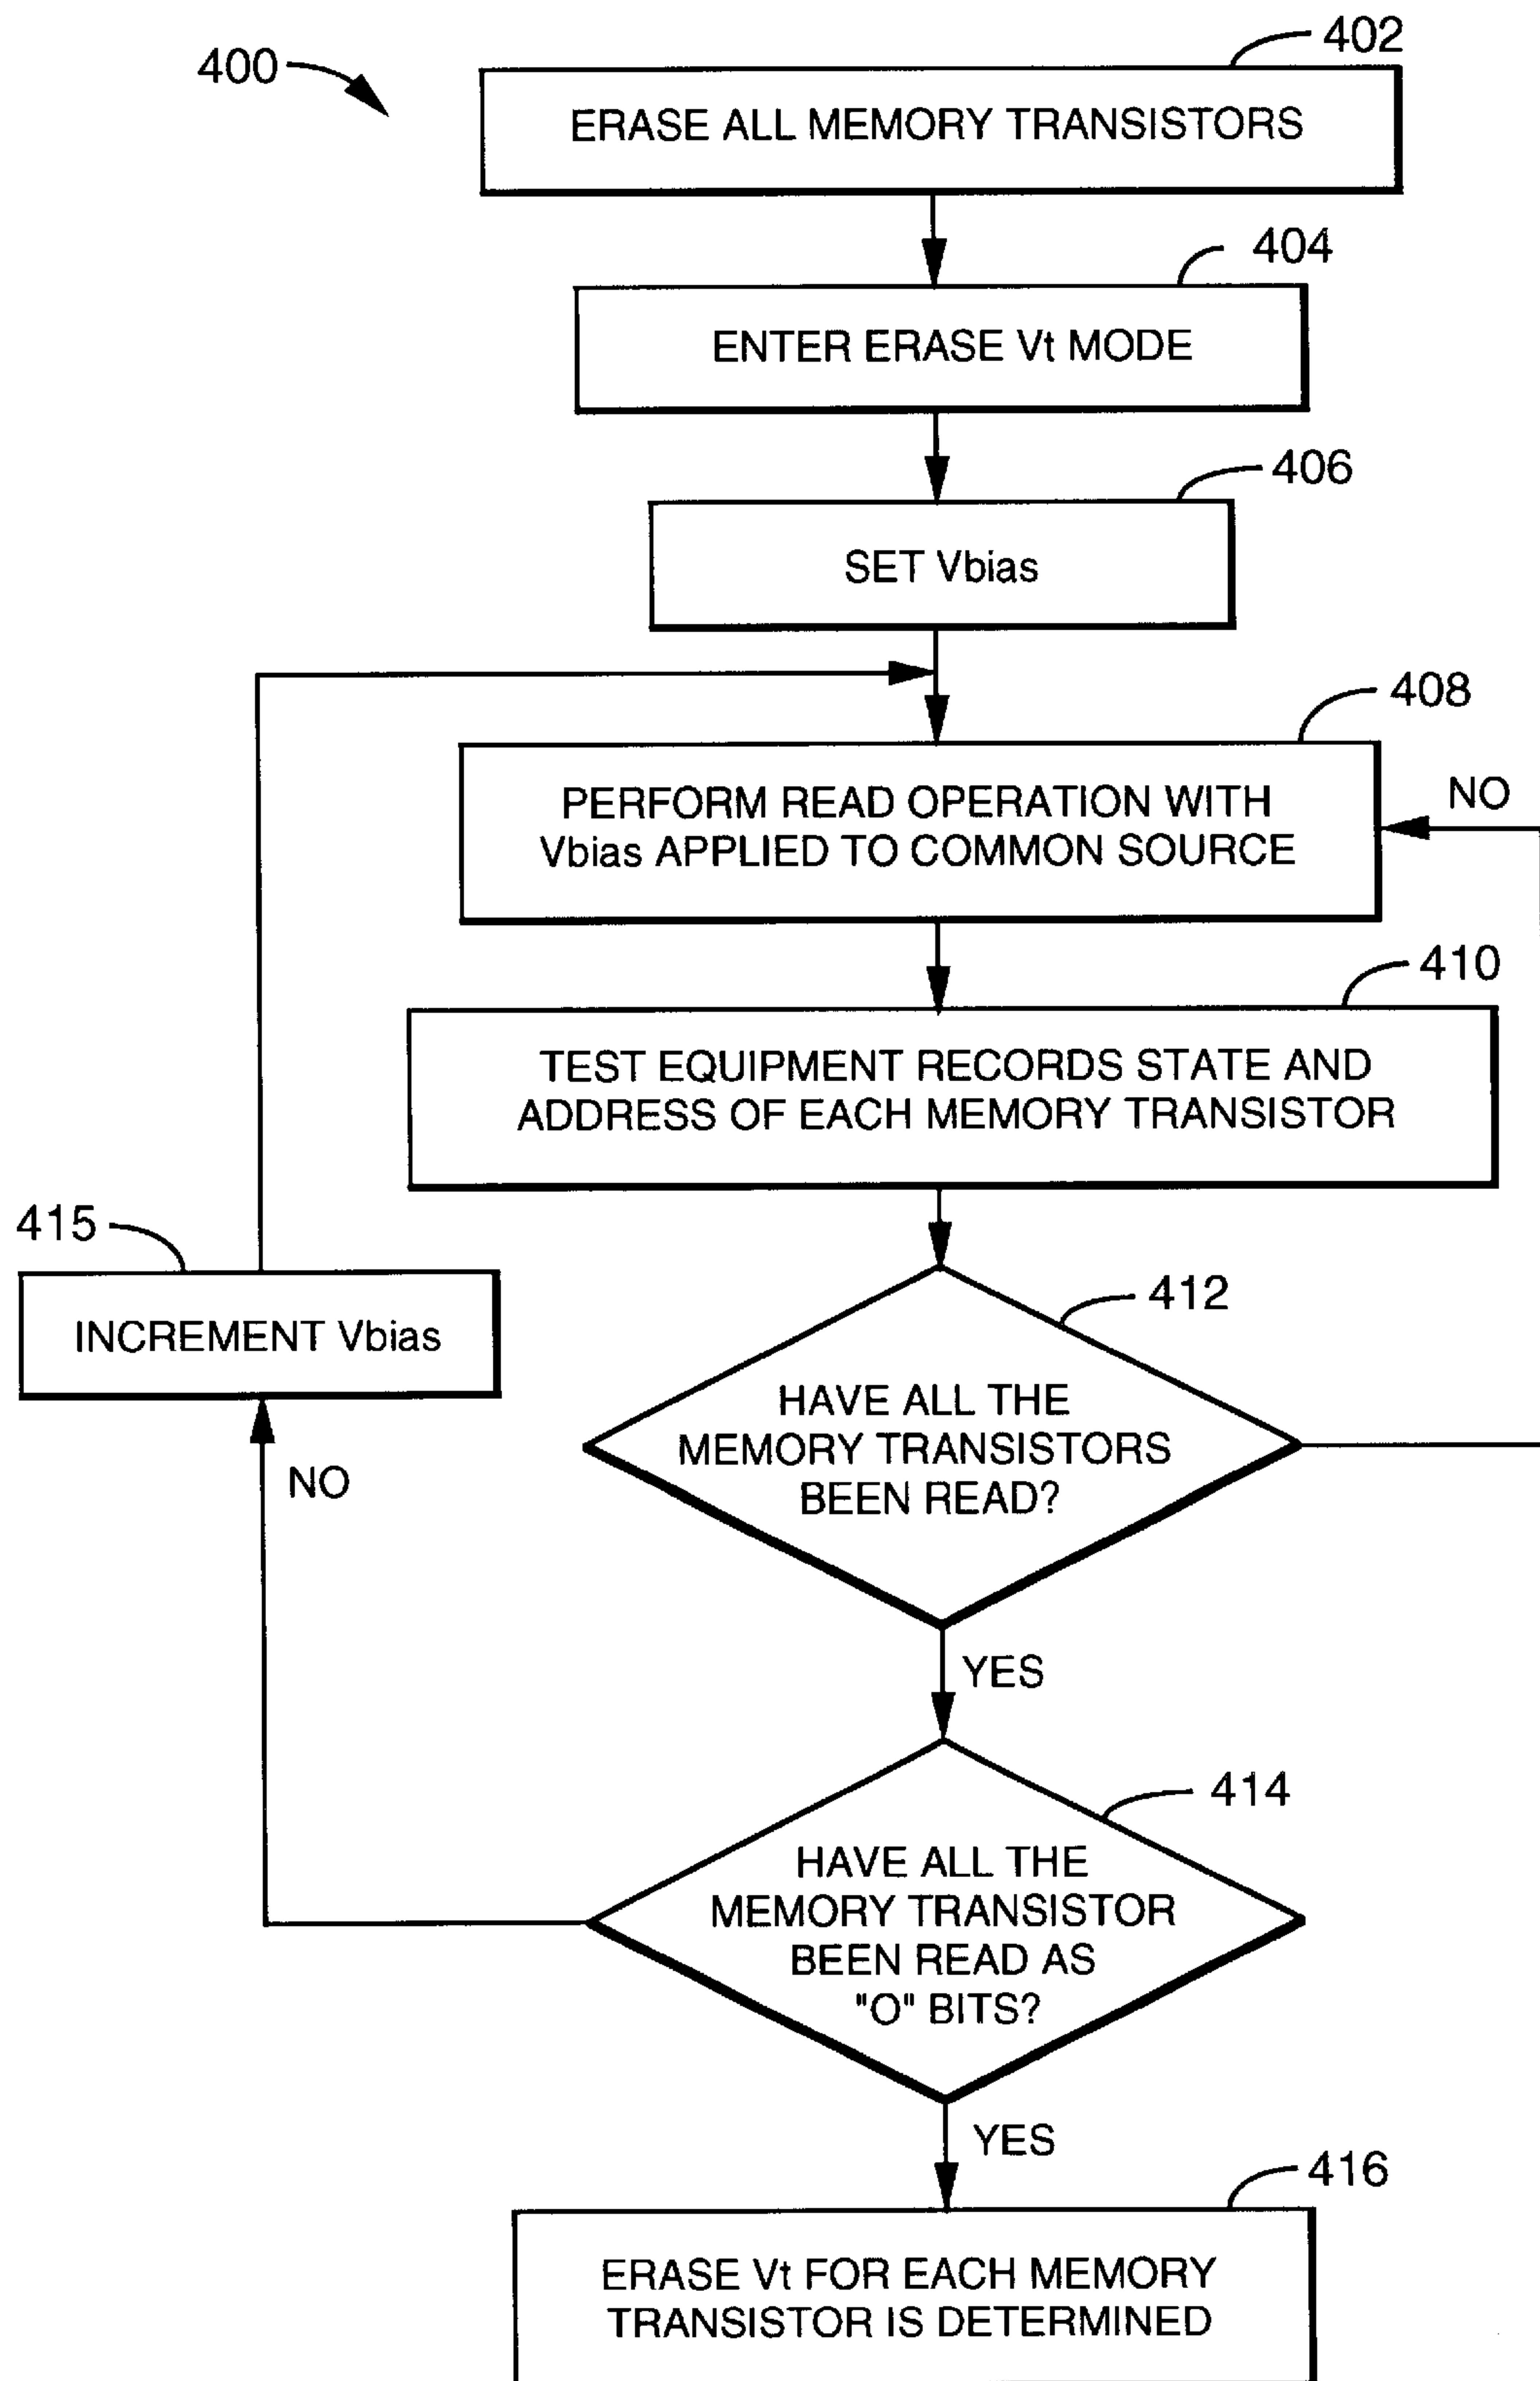 400
402
ERASE ALL MEMORY TRANSISTORS
404
ENTER ERASE Vt MODE
406
SET Vbias
408
PERFORM READ OPERATION WITH
Vbias APPLIED TO COMMON SOURCE
NO
410
TEST EQUIPMENT RECORDS STATE AND
ADDRESS OF EACH MEMORY TRANSISTOR
415
INCREMENT Vbias
412
HAVE ALL THE
MEMORY TRANSISTORS
BEEN READ?
NO
YES
414
HAVE ALL THE
MEMORY TRANSISTOR
BEEN READ AS
"O" BITS?
YES
416
ERASE Vt FOR EACH MEMORY
TRANSISTOR IS DETERMINED